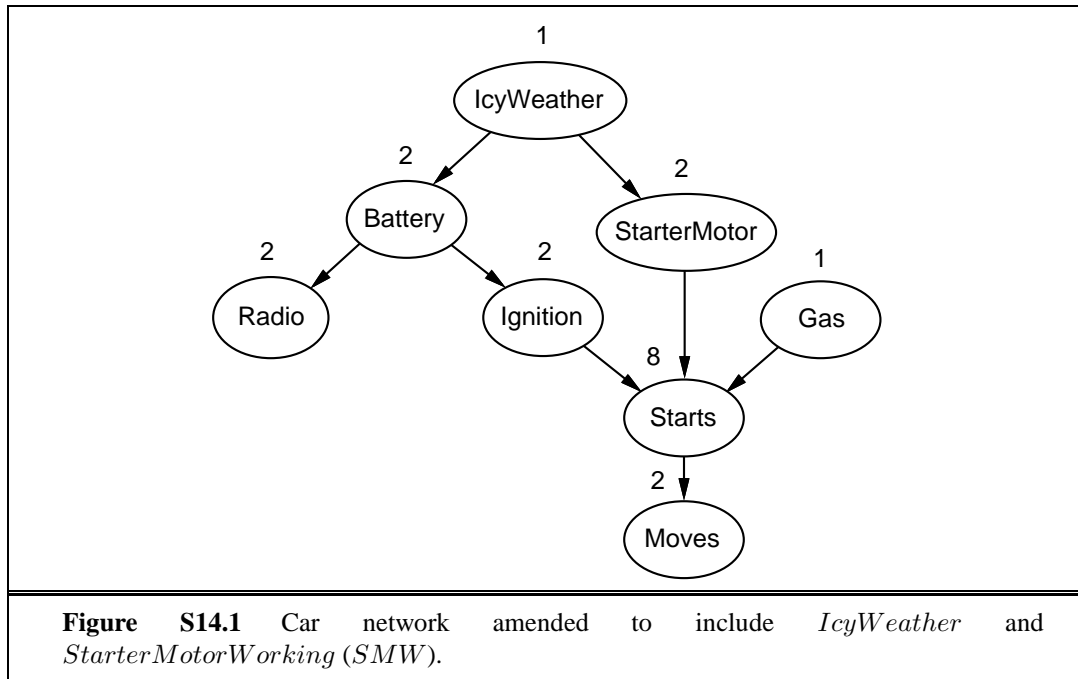 1
IcyWeather
2
2
Battery
StarterMotor
2
2
1
Radio
Ignition
Gas
8
Starts
2
Moves
Figure S14.1 Car network amended to include IcyWeather and
StarterMotorWorking (SMW).